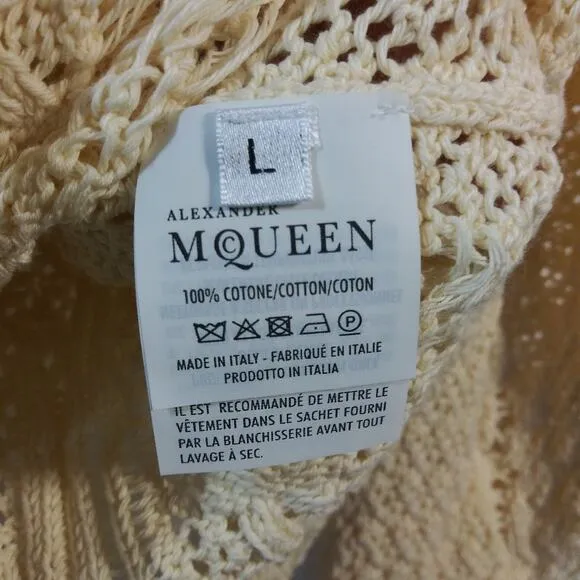 L
ALEXANDER
MCQUEEN
100% COTONE/COTTON/COTON
P
MADE IN ITALY - FABRIQUÉ EN ITALIE
PRODOTTO IN ITALIA
IL EST RECOMMANDÉ DE METTRE LE
VÊTEMENT DANS LE SACHET FOURNI
PAR LA BLANCHISSERIE AVANT TOUT
LAVAGE À SEC.